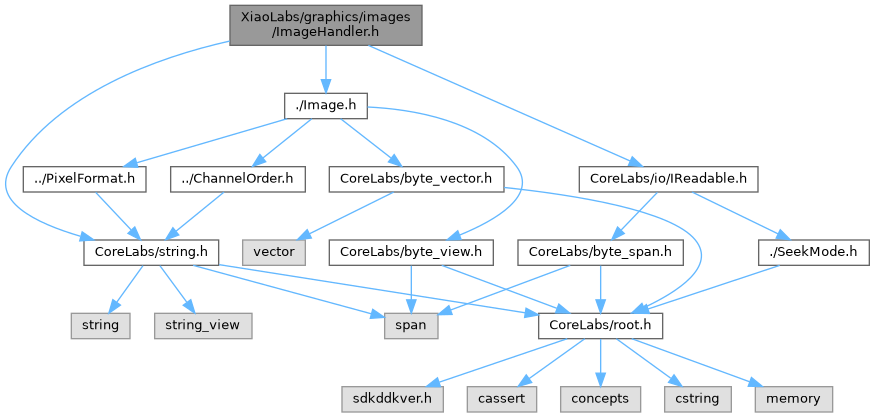 XiaoLabs/graphics/images
/ImageHandler.h
./Image.h
../PixelFormat.h
../ChannelOrder.h
CoreLabs/byte_vector.h
CoreLabs/io/IReadable.h
CoreLabs/string.h
vector
CoreLabs/byte_view.h
CoreLabs/byte_span.h
./SeekMode.h
string
string_view
span
CoreLabs/root.h
sdkddkver.h
cassert
concepts
cstring
memory